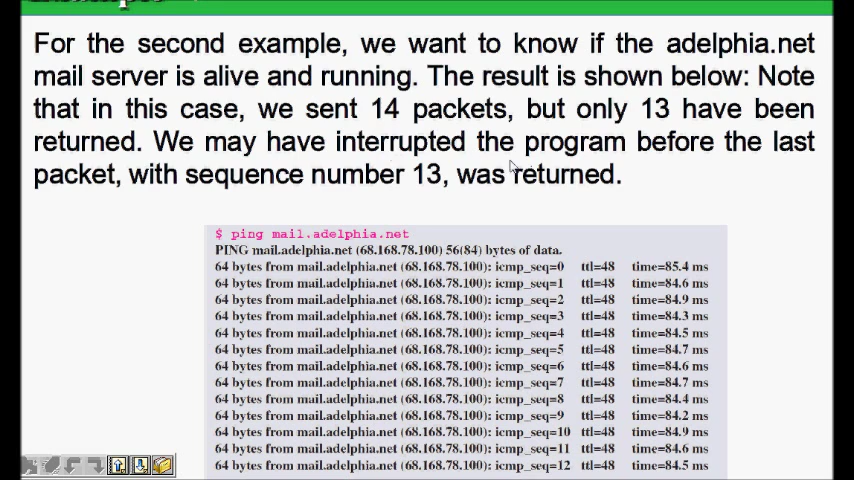 For the second example, we want to know if the adelphia.net
mail server is alive and running. The result is shown below: Note
that in this case, we sent 14 packets, but only 13 have been
returned. We may have interrupted the program before the last
packet, with sequence number 13, was returned.
$ ping mail.adelphia.net
PING mail.adelphia.net (68.168.78.100) 56(84) bytes of data.
64 bytes from mail.adelphia.net (68.168.78.100): icmp_seq=0 ttl=48 time=85.4 ms
64 bytes from mail.adelphia.net (68.168.78.100): icmp_seq=1 ttl=48 time=84.6 ms
64 bytes from mail.adelphia.net (68.168.78.100): icmp_seq=2 ttl=48 time=84.9 ms
64 bytes from mail.adelphia.net (68.168.78.100): icmp_seq=3 ttl=48 time=84.3 ms
64 bytes from mail.adelphia.net (68.168.78.100): icmp_seq=4 ttl=48 time=84.5 ms
64 bytes from mail.adelphia.net (68.168.78.100): icmp_seq=5 ttl=48 time=84.7 ms
64 bytes from mail.adelphia.net (68.168.78.100): icmp_seq=6 ttl=48 time=84.6 ms
64 bytes from mail.adelphia.net (68.168.78.100): icmp_seq=7 ttl=48 time=84.7 ms
64 bytes from mail.adelphia.net (68.168.78.100): icmp_seq=8 ttl=48 time=84.4 ms
64 bytes from mail.adelphia.net (68.168.78.100): icmp_seq=9 ttl=48 time=84.2 ms
64 bytes from mail.adelphia.net (68.168.78.100): icmp_seq=10 ttl=48 time=84.9 ms
64 bytes from mail.adelphia.net (68.168.78.100): icmp_seq=11 ttl=48 time=84.6 ms
64 bytes from mail.adelphia.net (68.168.78.100): icmp_seq=12 ttl=48 time=84.5 ms